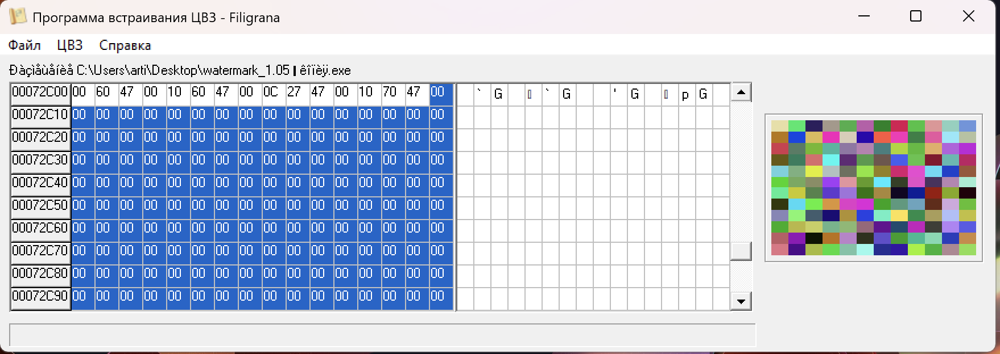 Программа встраивания ЦВЗ - Filigrana
Файл ЦВЗ Справка
Ðàçìåùåíèå C:\Users\arti\Desktop\watermark_1.05 | êîïèÿ.exe
00072C00 00 60 47 00 10 60 47 00 0C 27 47 00 10 70 47 00 ` G ▯ ` G ' G ▯ p G
00072C10 00 00 00 00 00 00 00 00 00 00 00 00 00 00 00 00
00072C20 00 00 00 00 00 00 00 00 00 00 00 00 00 00 00 00
00072C30 00 00 00 00 00 00 00 00 00 00 00 00 00 00 00 00
00072C40 00 00 00 00 00 00 00 00 00 00 00 00 00 00 00 00
00072C50 00 00 00 00 00 00 00 00 00 00 00 00 00 00 00 00
00072C60 00 00 00 00 00 00 00 00 00 00 00 00 00 00 00 00
00072C70 00 00 00 00 00 00 00 00 00 00 00 00 00 00 00 00
00072C80 00 00 00 00 00 00 00 00 00 00 00 00 00 00 00 00
00072C90 00 00 00 00 00 00 00 00 00 00 00 00 00 00 00 00